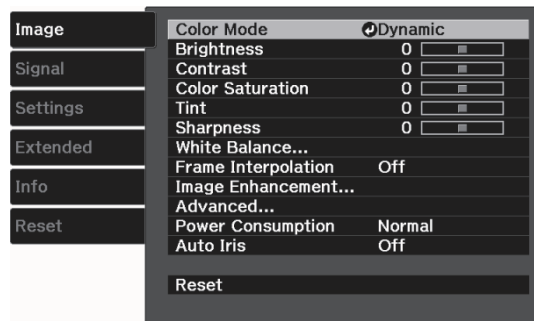 Image
Signal
Settings
Extended
Info
Reset
Color Mode Dynamic
Brightness 0
Contrast 0
Color Saturation 0
Tint 0
Sharpness 0
White Balance...
Frame Interpolation Off
Image Enhancement...
Advanced...
Power Consumption Normal
Auto Iris Off
Reset